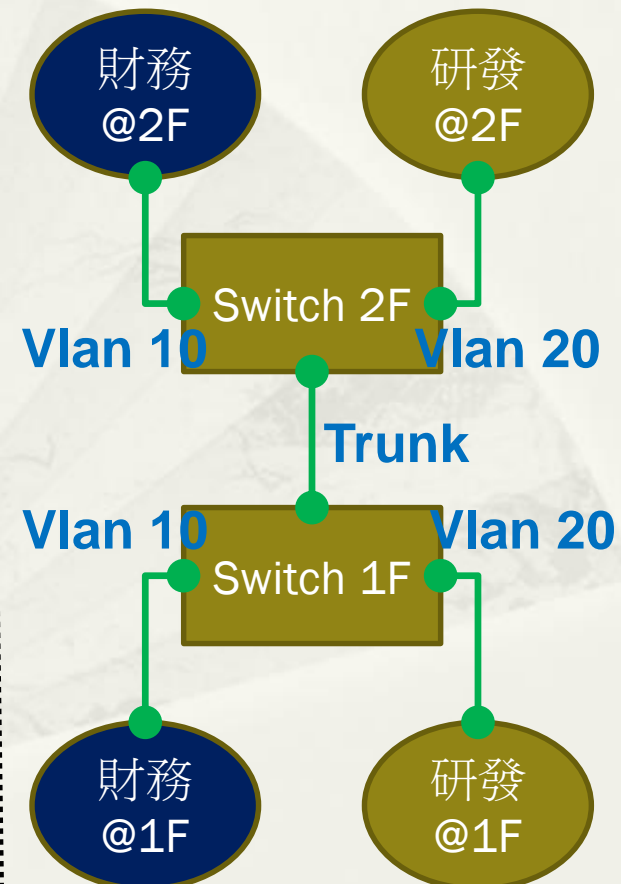 財務
@2F
研發
@2F
Switch 2F
Vlan 10
Vlan 20
Trunk
Vlan 10
Vlan 20
Switch 1F
財務
@1F
研發
@1F